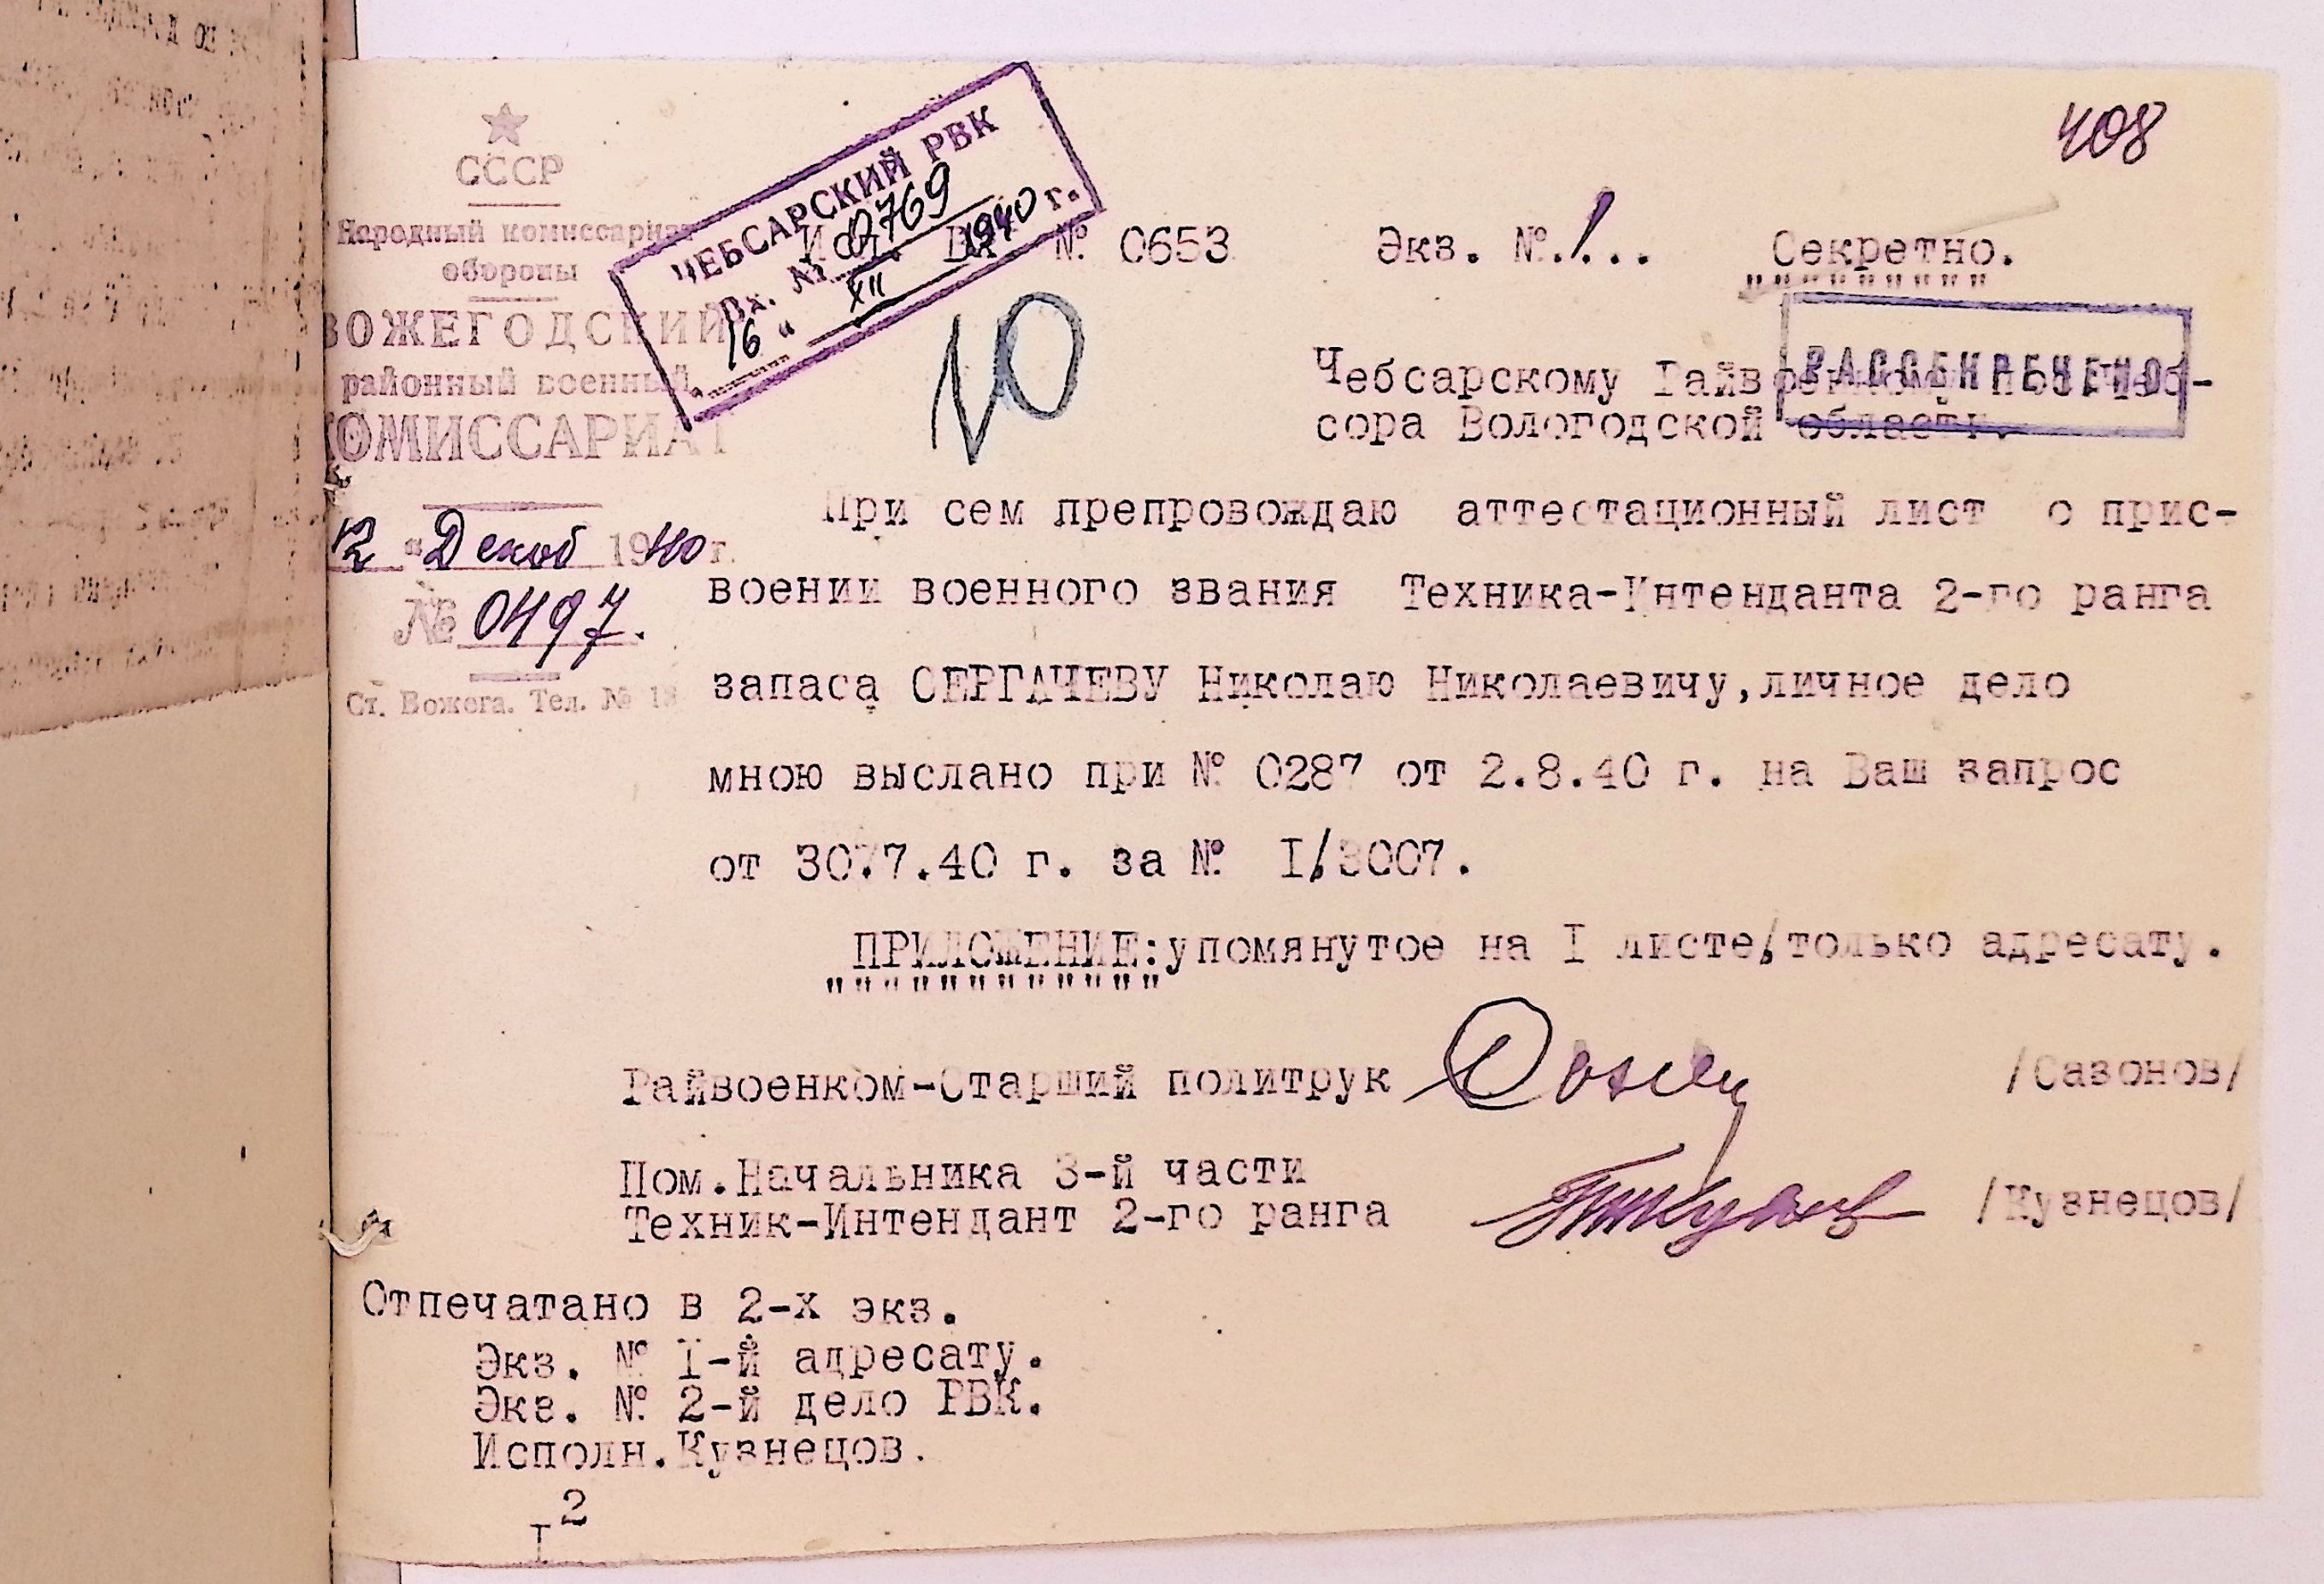 408
СССР
Народный комиссариат
обороны
ВОЖЕГОДСКИЙ
районный военный
КОМИССАРИАТ
12 "Декаб 1940 г.
№ 0497.
Ст. Вожега. Тел. № 18
ЧЕБСАРСКИЙ РВК
Вх. № 0769
16 " XII 1940 г.
№ 0653 Экз. № 1... Секретно.
РАССЕКРЕЧЕНО
10
Чебсарскому
сора Вологодской области.
При сем препровождаю аттестационный лист о прис-
воении военного звания Техника-Интенданта 2-го ранга
запаса СЕРГАЧЕВУ Николаю Николаевичу,личное дело
мною выслано при № 0287 от 2.8.40 г. на Ваш запрос
от 30.7.40 г. за № I/3007.
ПРИЛОЖЕНИЕ:упомянутое на I листе,только адресату.
Райвоенком-Старший политрук /Сазонов/
Пом.Начальника 3-й части
Техник-Интендант 2-го ранга /Кузнецов/
Отпечатано в 2-х экз.
Экз. № I-й адресату.
Экз. № 2-й дело РВК.
Исполн.Кузнецов.
2
I